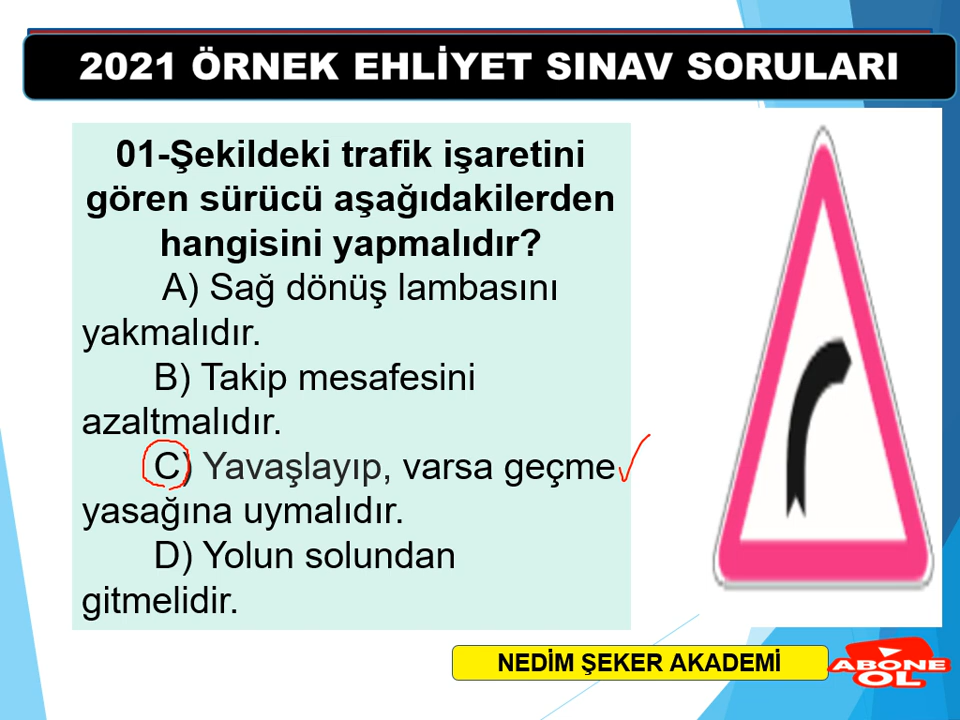 2021 ÖRNEK EHLİYET SINAV SORULARI
01-Şekildeki trafik işaretini
gören sürücü aşağıdakilerden
hangisini yapmalıdır?
A) Sağ dönüş lambasını
yakmalıdır.
B) Takip mesafesini
azaltmalıdır.
C) Yavaşlayıp, varsa geçme
yasağına uymalıdır.
D) Yolun solundan
gitmelidir.
NEDİM ŞEKER AKADEMİ
ABONE
OL